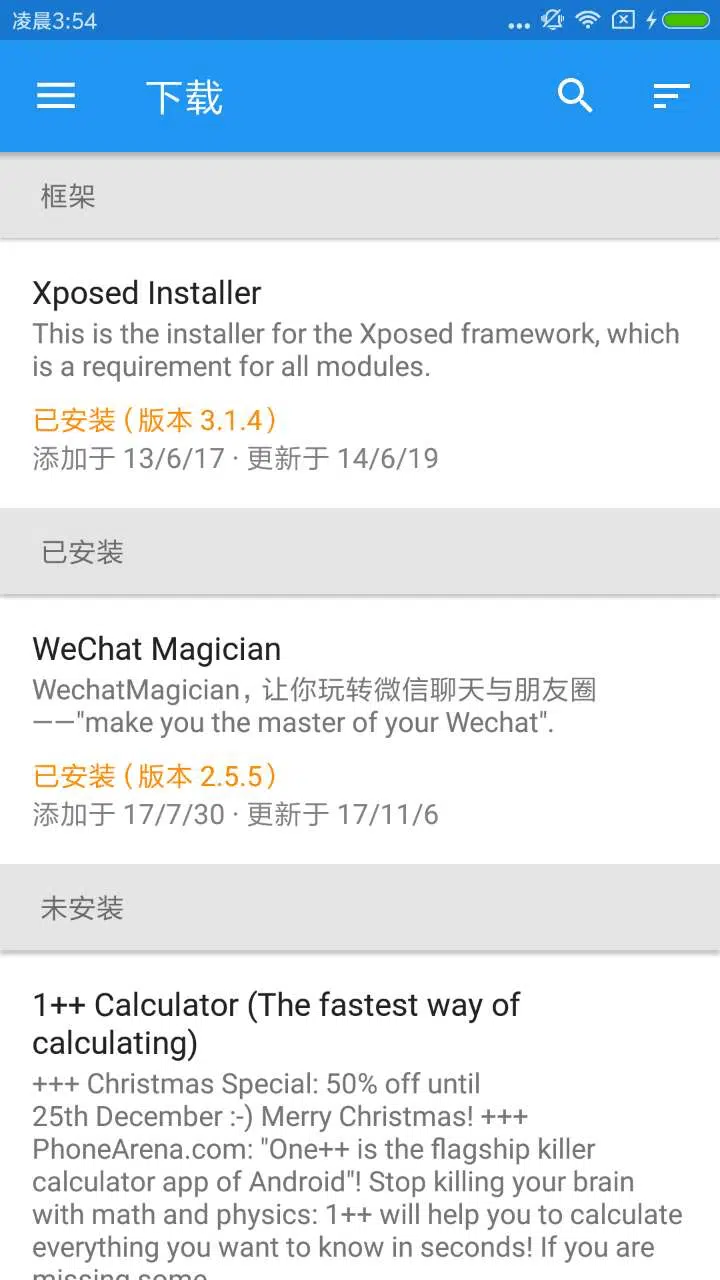 凌晨3:54
下载
框架
Xposed Installer
This is the installer for the Xposed framework, which
is a requirement for all modules.
已安装（版本 3.1.4）
添加于 13/6/17 · 更新于 14/6/19
已安装
WeChat Magician
WechatMagician，让你玩转微信聊天与朋友圈
——"make you the master of your Wechat".
已安装（版本 2.5.5）
添加于 17/7/30 · 更新于 17/11/6
未安装
1++ Calculator (The fastest way of
calculating)
+++ Christmas Special: 50% off until
25th December :-) Merry Christmas! +++
PhoneArena.com: "One++ is the flagship killer
calculator app of Android"! Stop killing your brain
with math and physics: 1++ will help you to calculate
everything you want to know in seconds! If you are
missing some